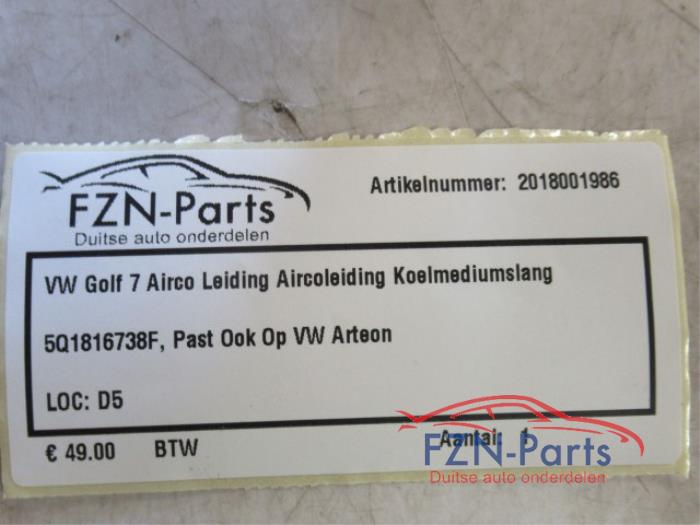 FZN-Parts
Duitse auto onderdelen
Artikelnummer: 2018001986
VW Golf 7 Airco Leiding Aircoleiding Koelmediumslang
5Q1816738F, Past Ook Op VW Arteon
LOC: D5
€ 49.00 BTW Aantal: 1
FZN-Parts
Duitse auto onderdelen